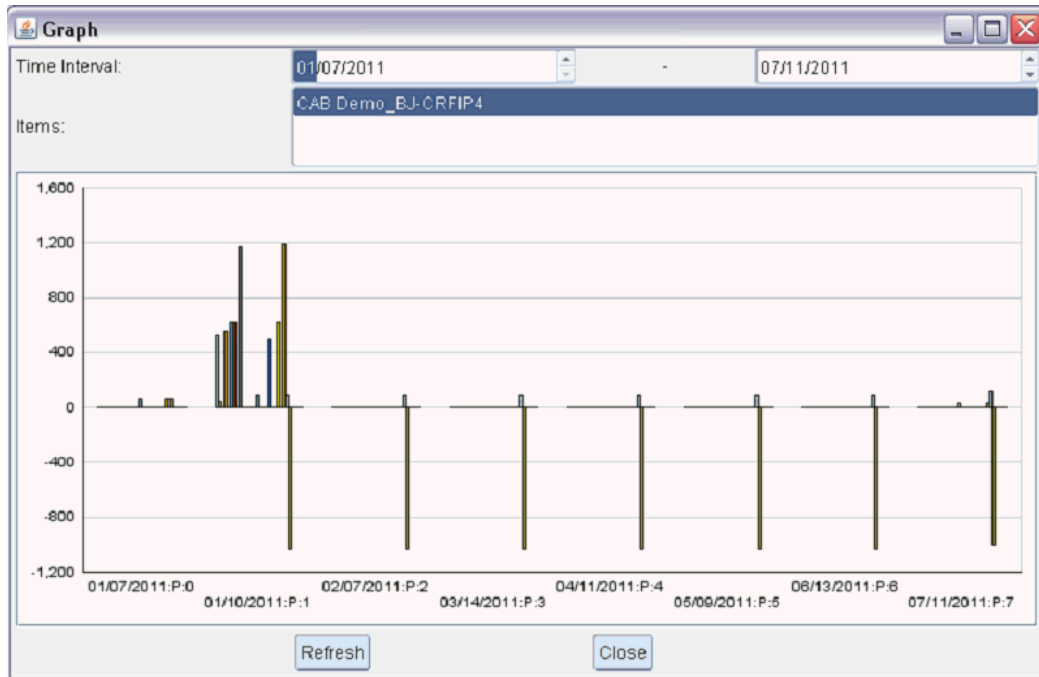 Graph
Time Interval: 01/07/2011 - 07/11/2011
Items: CAB Demo_BJ-CRFIP4
1,600
1,200
800
400
0
-400
-800
-1,200
01/07/2011:P:0
01/10/2011:P:1
02/07/2011:P:2
03/14/2011:P:3
04/11/2011:P:4
05/09/2011:P:5
06/13/2011:P:6
07/11/2011:P:7
Refresh Close